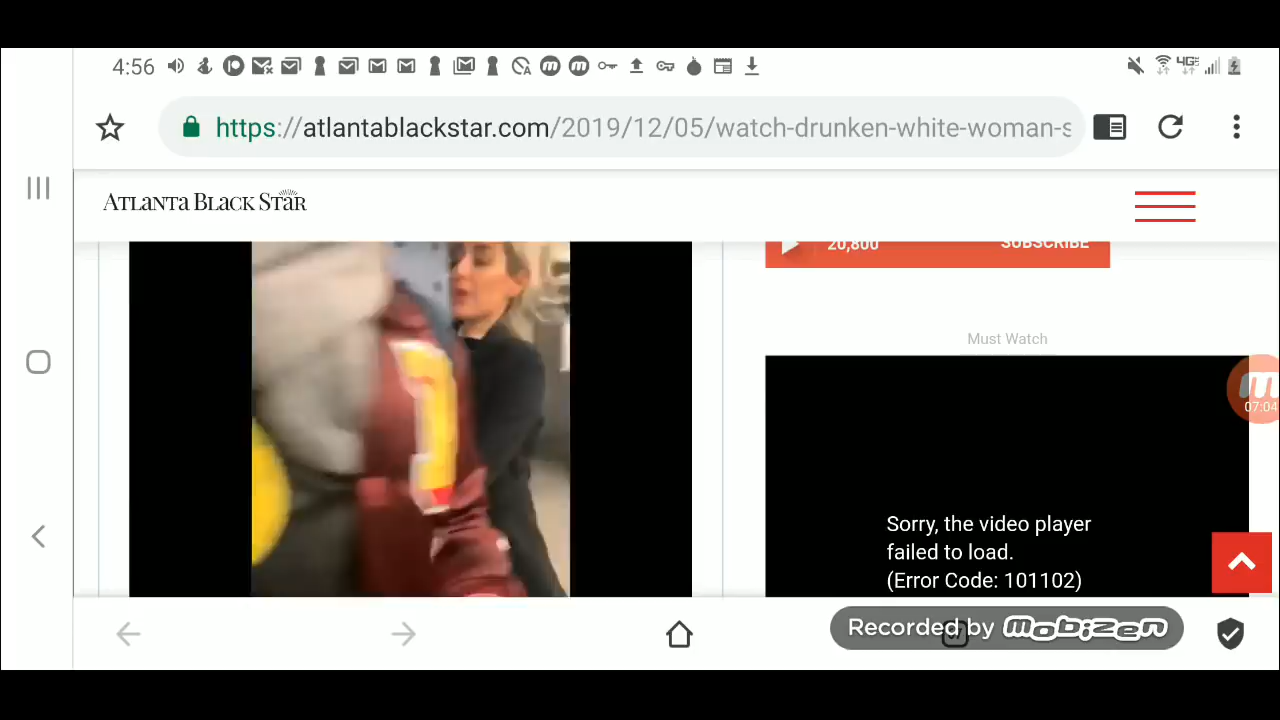 4:56
4G
https://atlantablackstar.com/2019/12/05/watch-drunken-white-woman-s
ATLANTA BLACK STAR
20,800 SUBSCRIBE
Must Watch
07:04
Sorry, the video player
failed to load.
(Error Code: 101102)
Recorded by mobizen